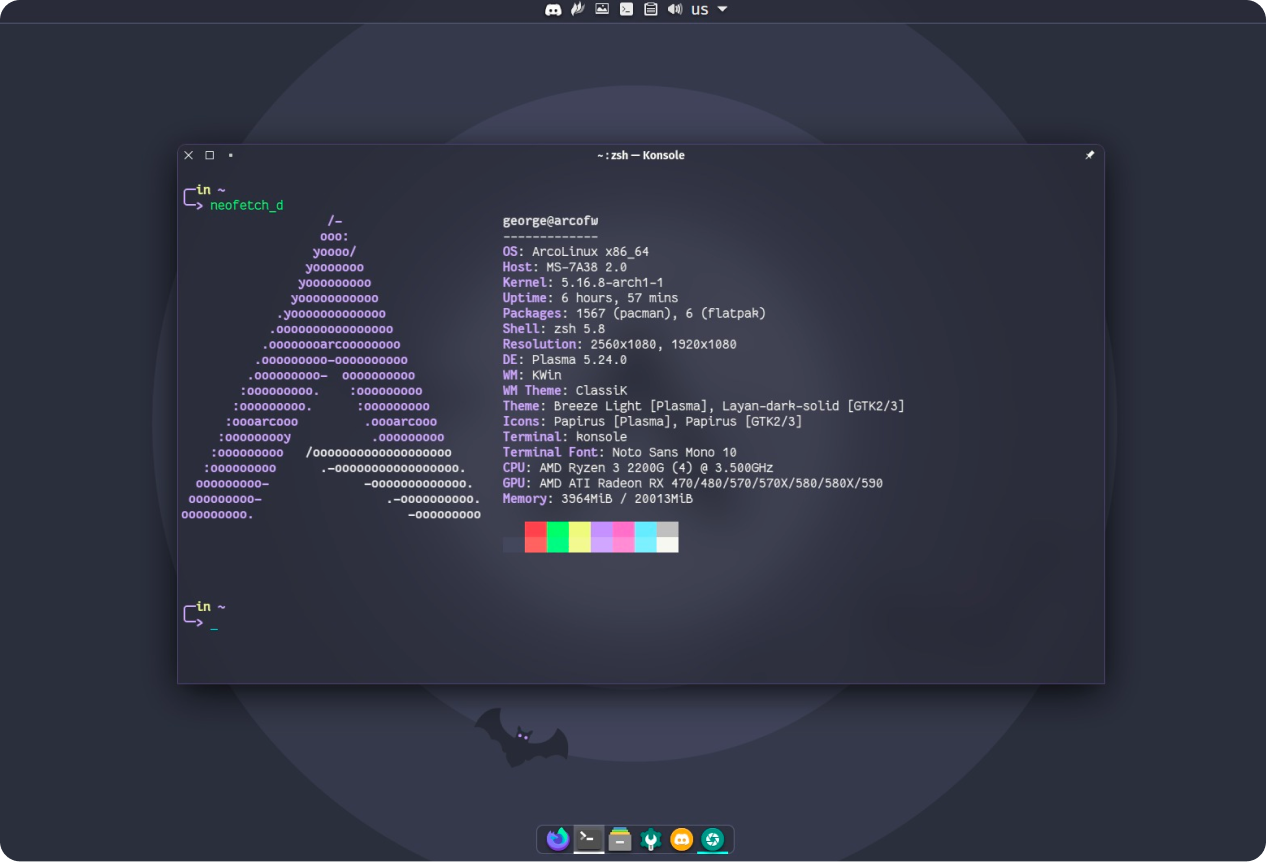 us
~ : zsh — Konsole
in ~
> neofetch_d
/-
ooo:
yoooo/
yooooooo
yooooooooo
yooooooooooo
.yooooooooooooo
.oooooooooooooooo
.oooooooarcoooooooo
.ooooooooo-oooooooooo
.ooooooooo-  oooooooooo
:ooooooooo.    :ooooooooo
:ooooooooo.      :ooooooooo
:oooarcooo         .oooarcooo
:ooooooooy           .ooooooooo
:ooooooooo   /ooooooooooooooooooo
:ooooooooo      .-ooooooooooooooooo.
ooooooooo-             -ooooooooooooo.
ooooooooo-                 .-oooooooooo.
ooooooooo.                     -ooooooooo
george@arcofw
-------------
OS: ArcoLinux x86_64
Host: MS-7A38 2.0
Kernel: 5.16.8-arch1-1
Uptime: 6 hours, 57 mins
Packages: 1567 (pacman), 6 (flatpak)
Shell: zsh 5.8
Resolution: 2560x1080, 1920x1080
DE: Plasma 5.24.0
WM: KWin
WM Theme: ClassiK
Theme: Breeze Light [Plasma], Layan-dark-solid [GTK2/3]
Icons: Papirus [Plasma], Papirus [GTK2/3]
Terminal: konsole
Terminal Font: Noto Sans Mono 10
CPU: AMD Ryzen 3 2200G (4) @ 3.500GHz
GPU: AMD ATI Radeon RX 470/480/570/570X/580/580X/590
Memory: 3964MiB / 20013MiB
in ~
> _